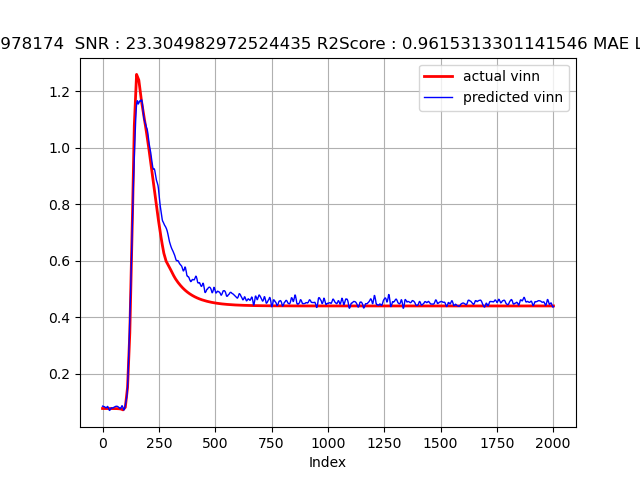 978174 SNR : 23.304982972524435 R2Score : 0.9615313301141546 MAE L
actual vinn
predicted vinn
1.2
1.0
0.8
0.6
0.4
0.2
0 250 500 750 1000 1250 1500 1750 2000
Index